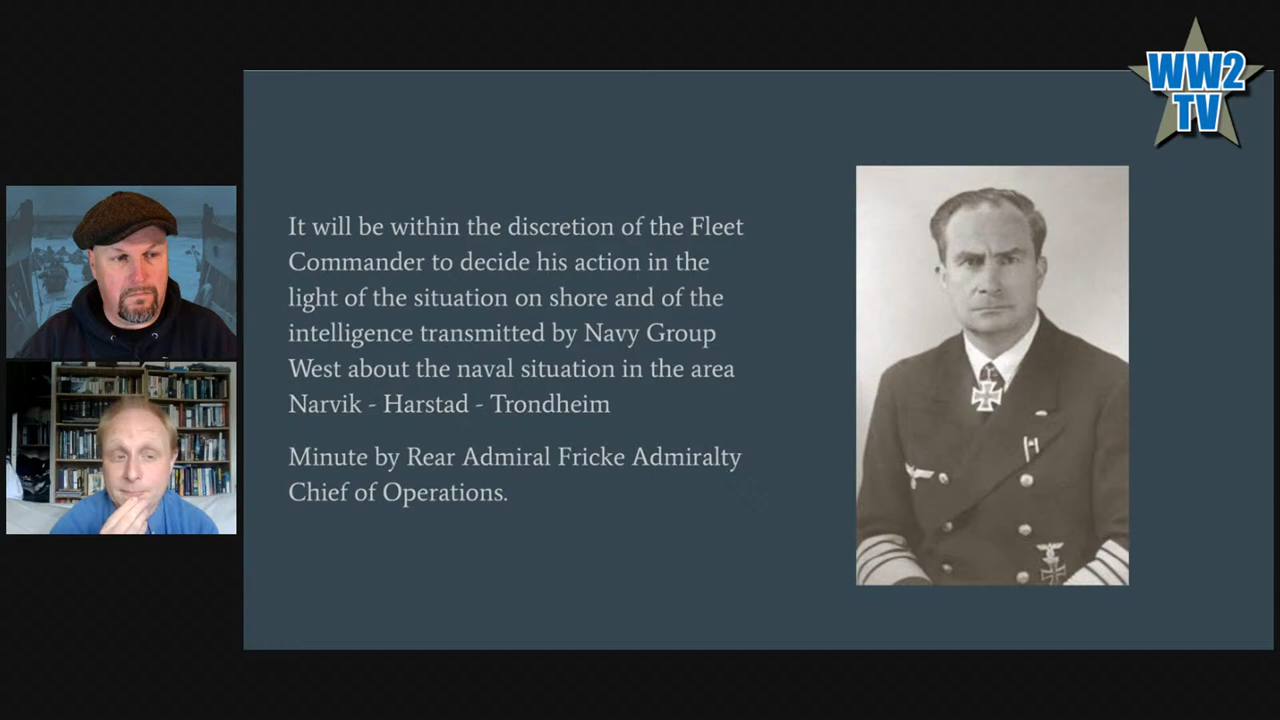 WW2
TV
It will be within the discretion of the Fleet
Commander to decide his action in the
light of the situation on shore and of the
intelligence transmitted by Navy Group
West about the naval situation in the area
Narvik - Harstad - Trondheim
Minute by Rear Admiral Fricke Admiralty
Chief of Operations.